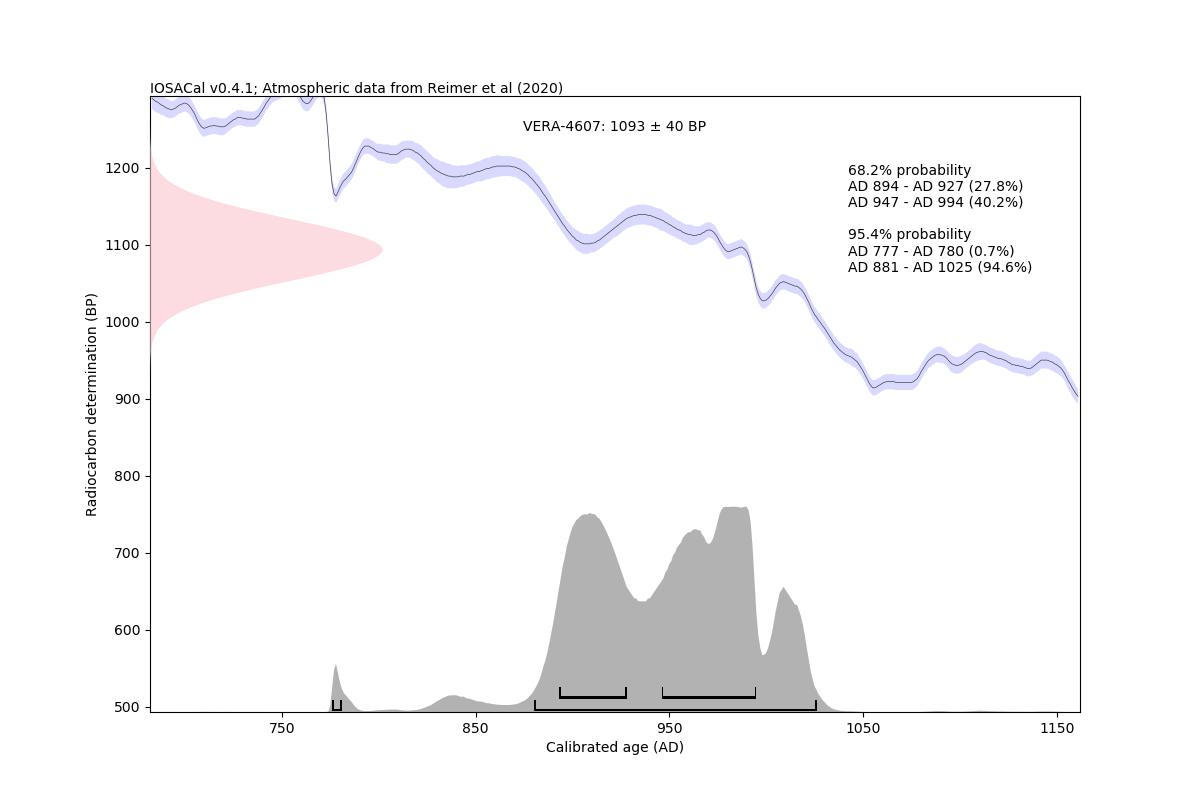 IOSACal v0.4.1; Atmospheric data from Reimer et al (2020)
VERA-4607: 1093 ± 40 BP
68.2% probability
AD 894 - AD 927 (27.8%)
AD 947 - AD 994 (40.2%)
95.4% probability
AD 777 - AD 780 (0.7%)
AD 881 - AD 1025 (94.6%)
Radiocarbon determination (BP)
1200
1100
1000
900
800
700
600
500
750 850 950 1050 1150
Calibrated age (AD)